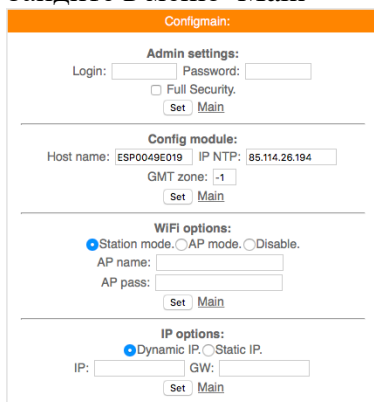 Configmain:
Admin settings:
Login: Password:
Full Security.
Set Main
Config module:
Host name: ESP0049E019 IP NTP: 85.114.26.194
GMT zone: -1
Set Main
WiFi options:
Station mode. AP mode. Disable.
AP name:
AP pass:
Set Main
IP options:
Dynamic IP. Static IP.
IP: GW:
Set Main